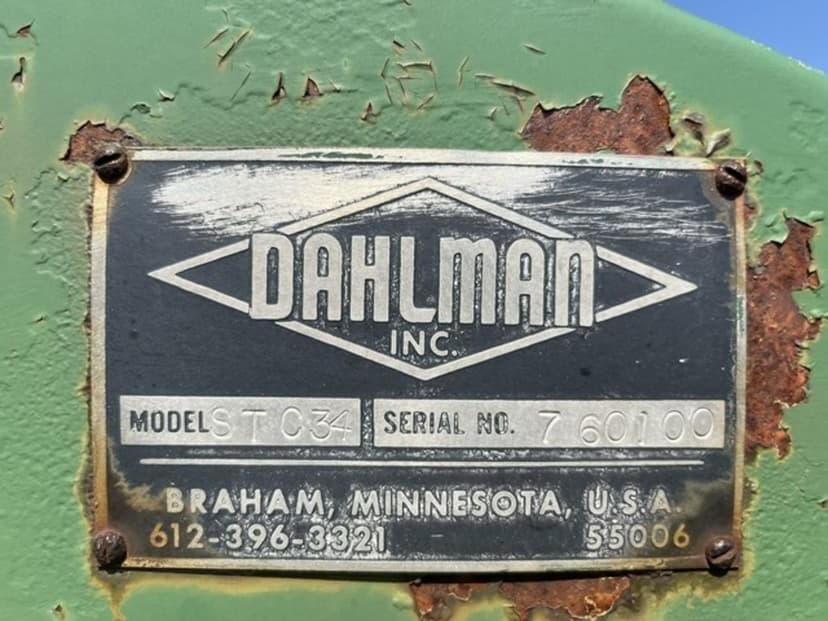 DAHLMAN
INC.
MODEL STC34 SERIAL NO. 760100
BRAHAM, MINNESOTA, U.S.A.
612-396-3321 55006